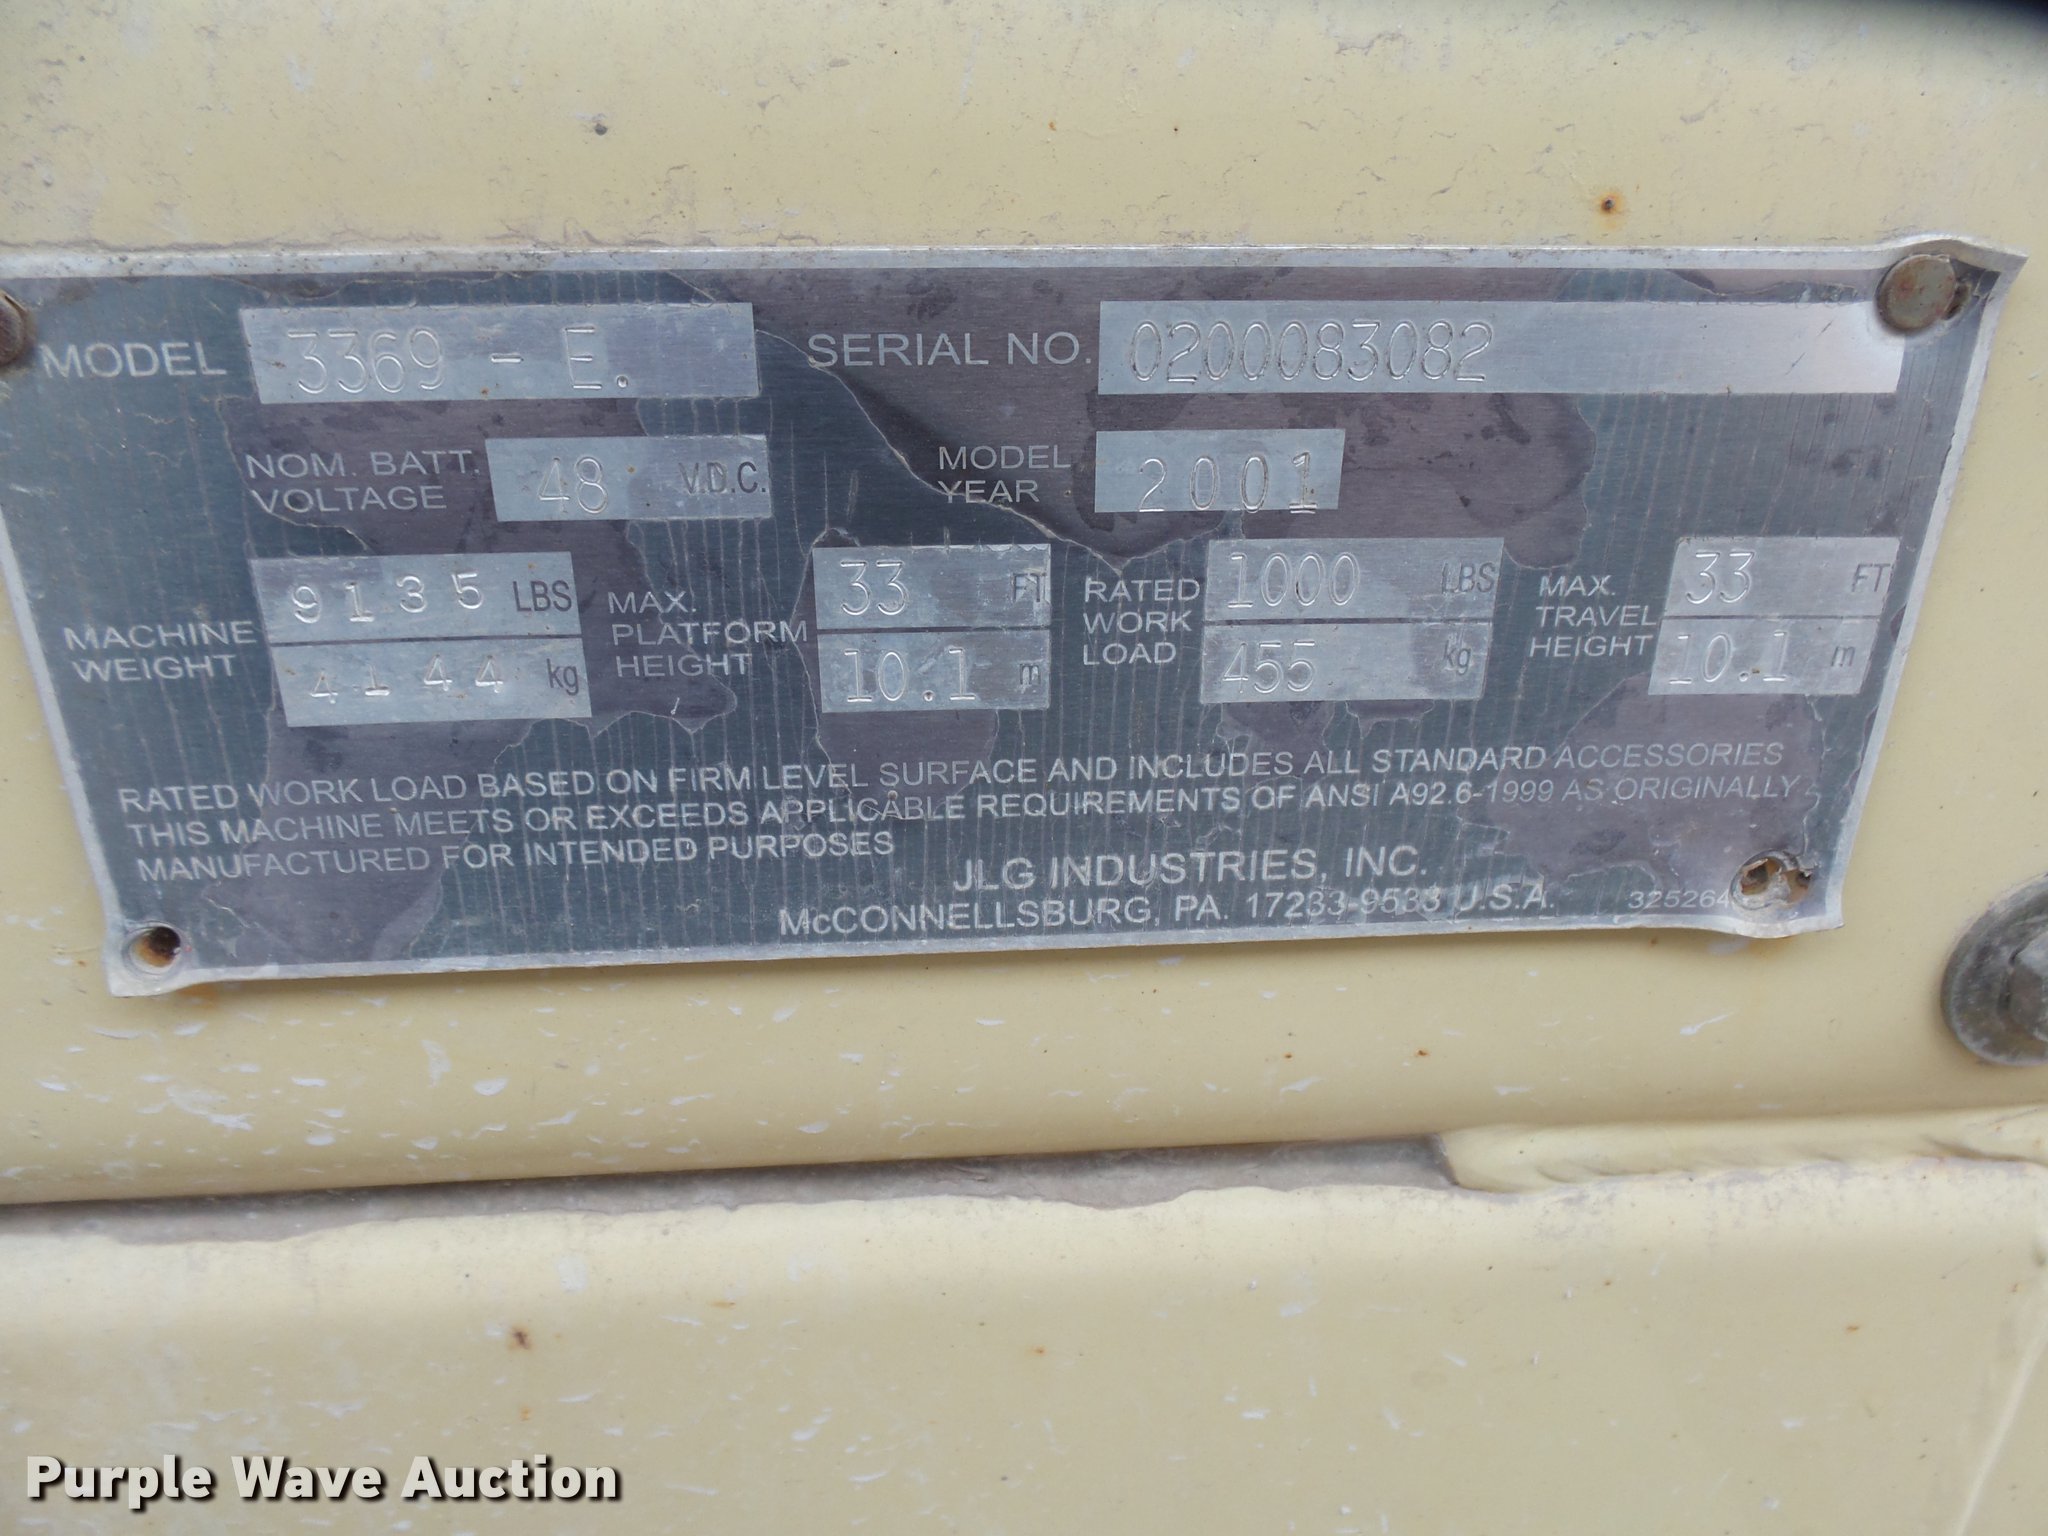 MODEL 3369 - E. SERIAL NO. 0200083082
NOM. BATT. VOLTAGE 48 V.D.C. MODEL YEAR 2001
MACHINE WEIGHT 9135 LBS 4144 kg MAX. PLATFORM HEIGHT 33 FT 10.1 m RATED WORK LOAD 1000 LBS 455 kg MAX. TRAVEL HEIGHT 33 FT 10.1 m
RATED WORK LOAD BASED ON FIRM LEVEL SURFACE AND INCLUDES ALL STANDARD ACCESSORIES
THIS MACHINE MEETS OR EXCEEDS APPLICABLE REQUIREMENTS OF ANSI A92.6-1999 AS ORIGINALLY
MANUFACTURED FOR INTENDED PURPOSES
JLG INDUSTRIES, INC.
McCONNELLSBURG, PA. 17233-9533 U.S.A.
Purple Wave Auction